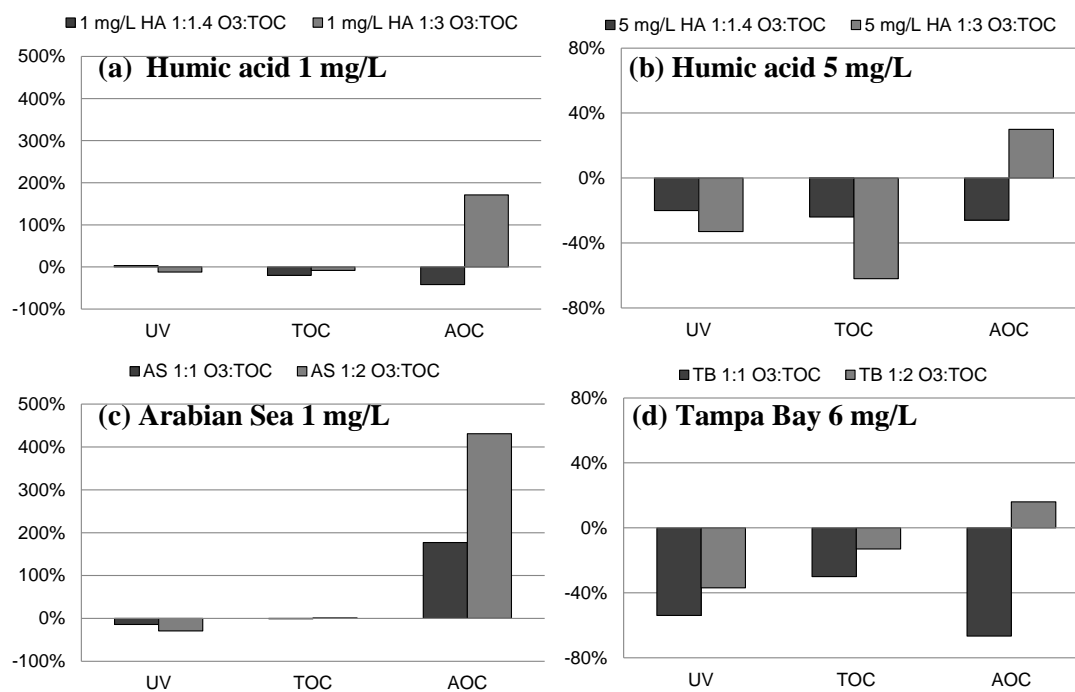 1 mg/L HA 1:1.4 O3:TOC 1 mg/L HA 1:3 O3:TOC
(a) Humic acid 1 mg/L
500%
400%
300%
200%
100%
0%
-100%
UV TOC AOC
5 mg/L HA 1:1.4 O3:TOC 5 mg/L HA 1:3 O3:TOC
(b) Humic acid 5 mg/L
80%
40%
0%
-40%
-80%
UV TOC AOC
AS 1:1 O3:TOC AS 1:2 O3:TOC
(c) Arabian Sea 1 mg/L
500%
400%
300%
200%
100%
0%
-100%
UV TOC AOC
TB 1:1 O3:TOC TB 1:2 O3:TOC
(d) Tampa Bay 6 mg/L
80%
40%
0%
-40%
-80%
UV TOC AOC